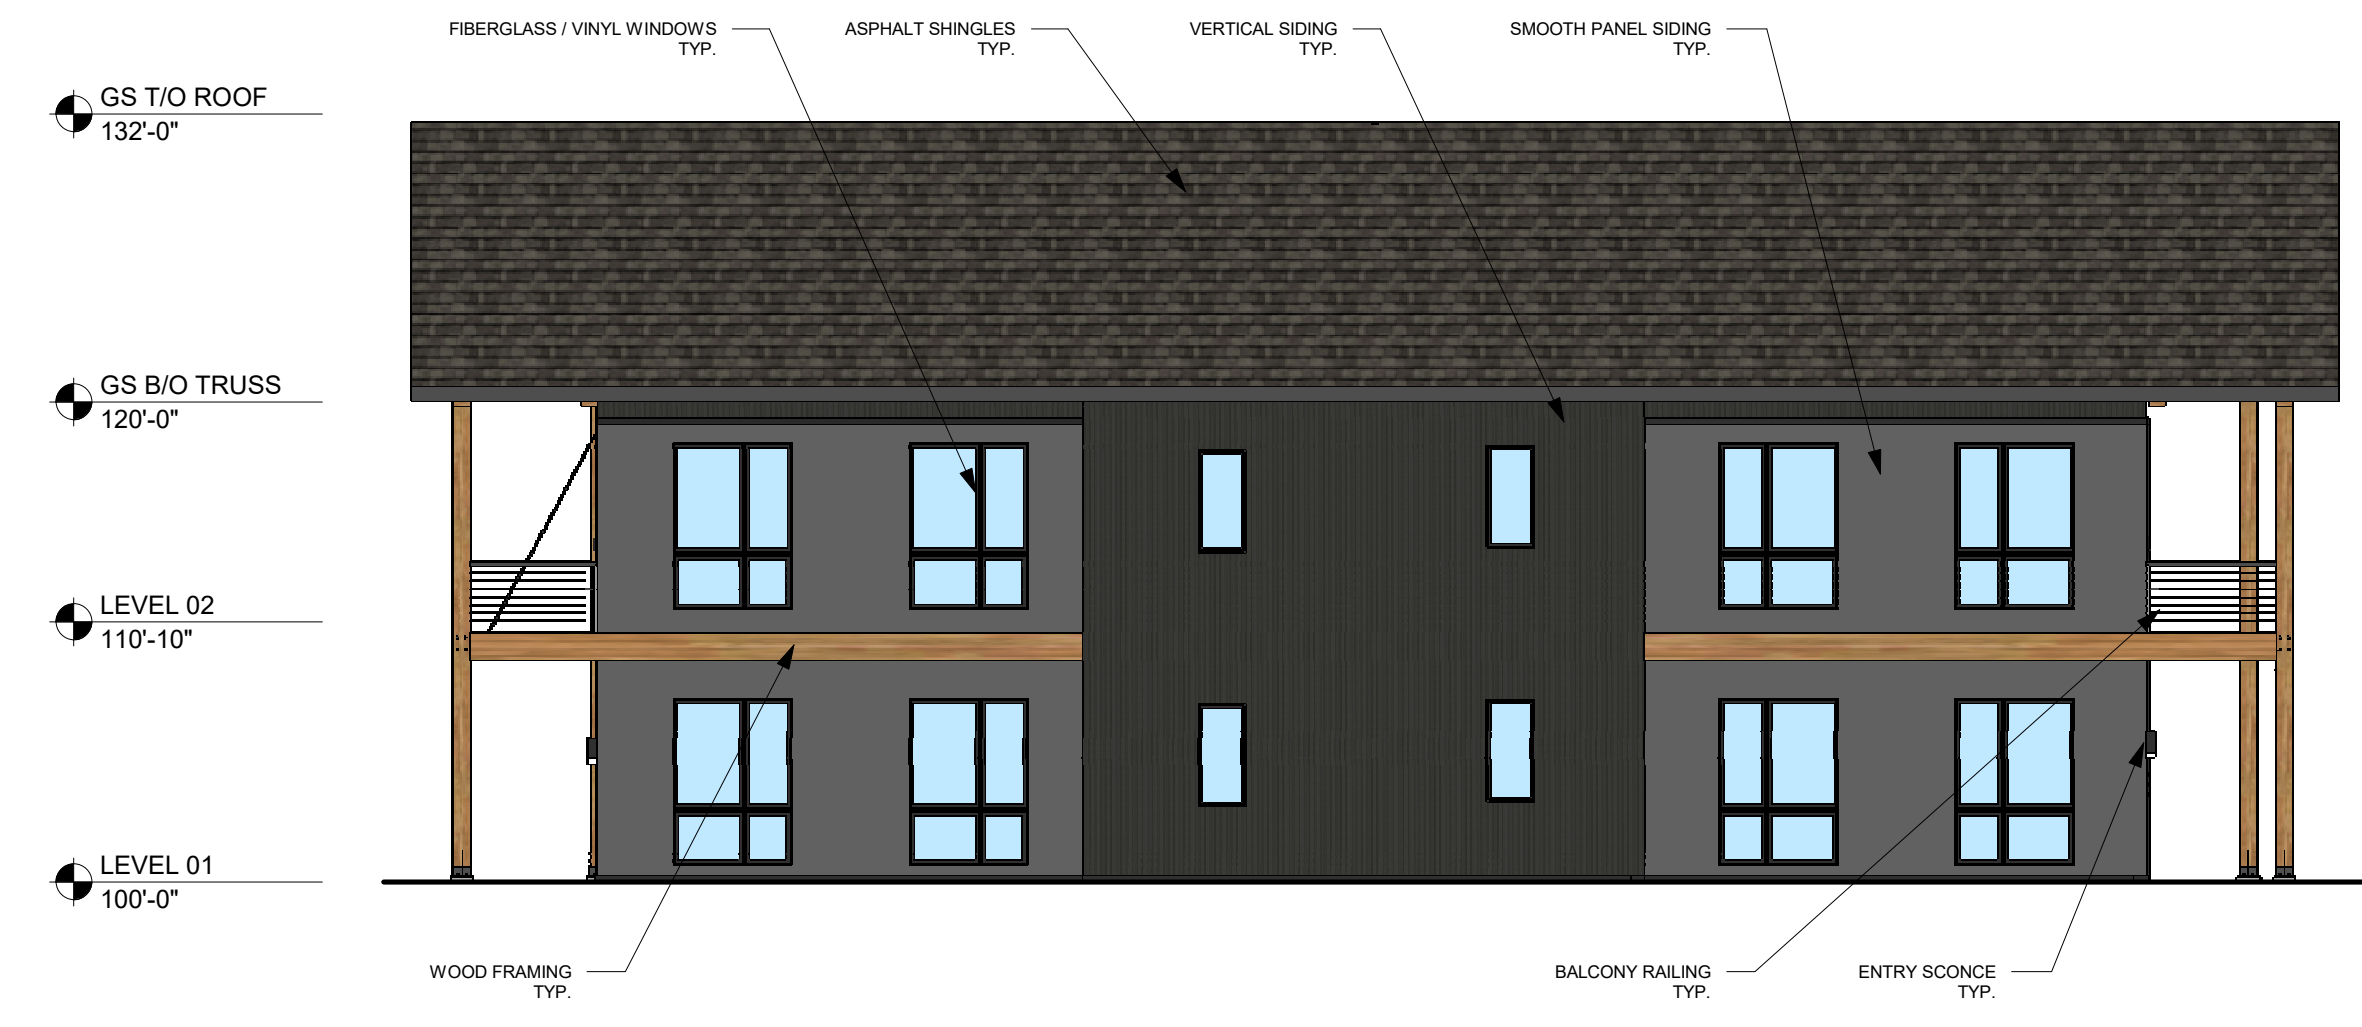 FIBERGLASS / VINYL WINDOWS
TYP.
ASPHALT SHINGLES
TYP.
VERTICAL SIDING
TYP.
SMOOTH PANEL SIDING
TYP.
GS T/O ROOF
132'-0"
GS B/O TRUSS
120'-0"
LEVEL 02
110'-10"
LEVEL 01
100'-0"
WOOD FRAMING
TYP.
BALCONY RAILING
TYP.
ENTRY SCONCE
TYP.